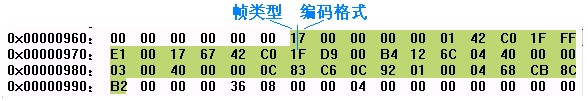 帧类型 编码格式
0x00000960: 00 00 00 00 00 00 17 00 00 00 00 01 42 C0 1F FF
0x00000970: E1 00 17 67 42 C0 1F D9 00 B4 12 6C 04 40 00 00
0x00000980: 03 00 40 00 00 0C 83 C6 0C 92 01 00 04 68 CB 8C
0x00000990: B2 00 00 00 36 08 00 00 04 00 00 00 00 00 00 00